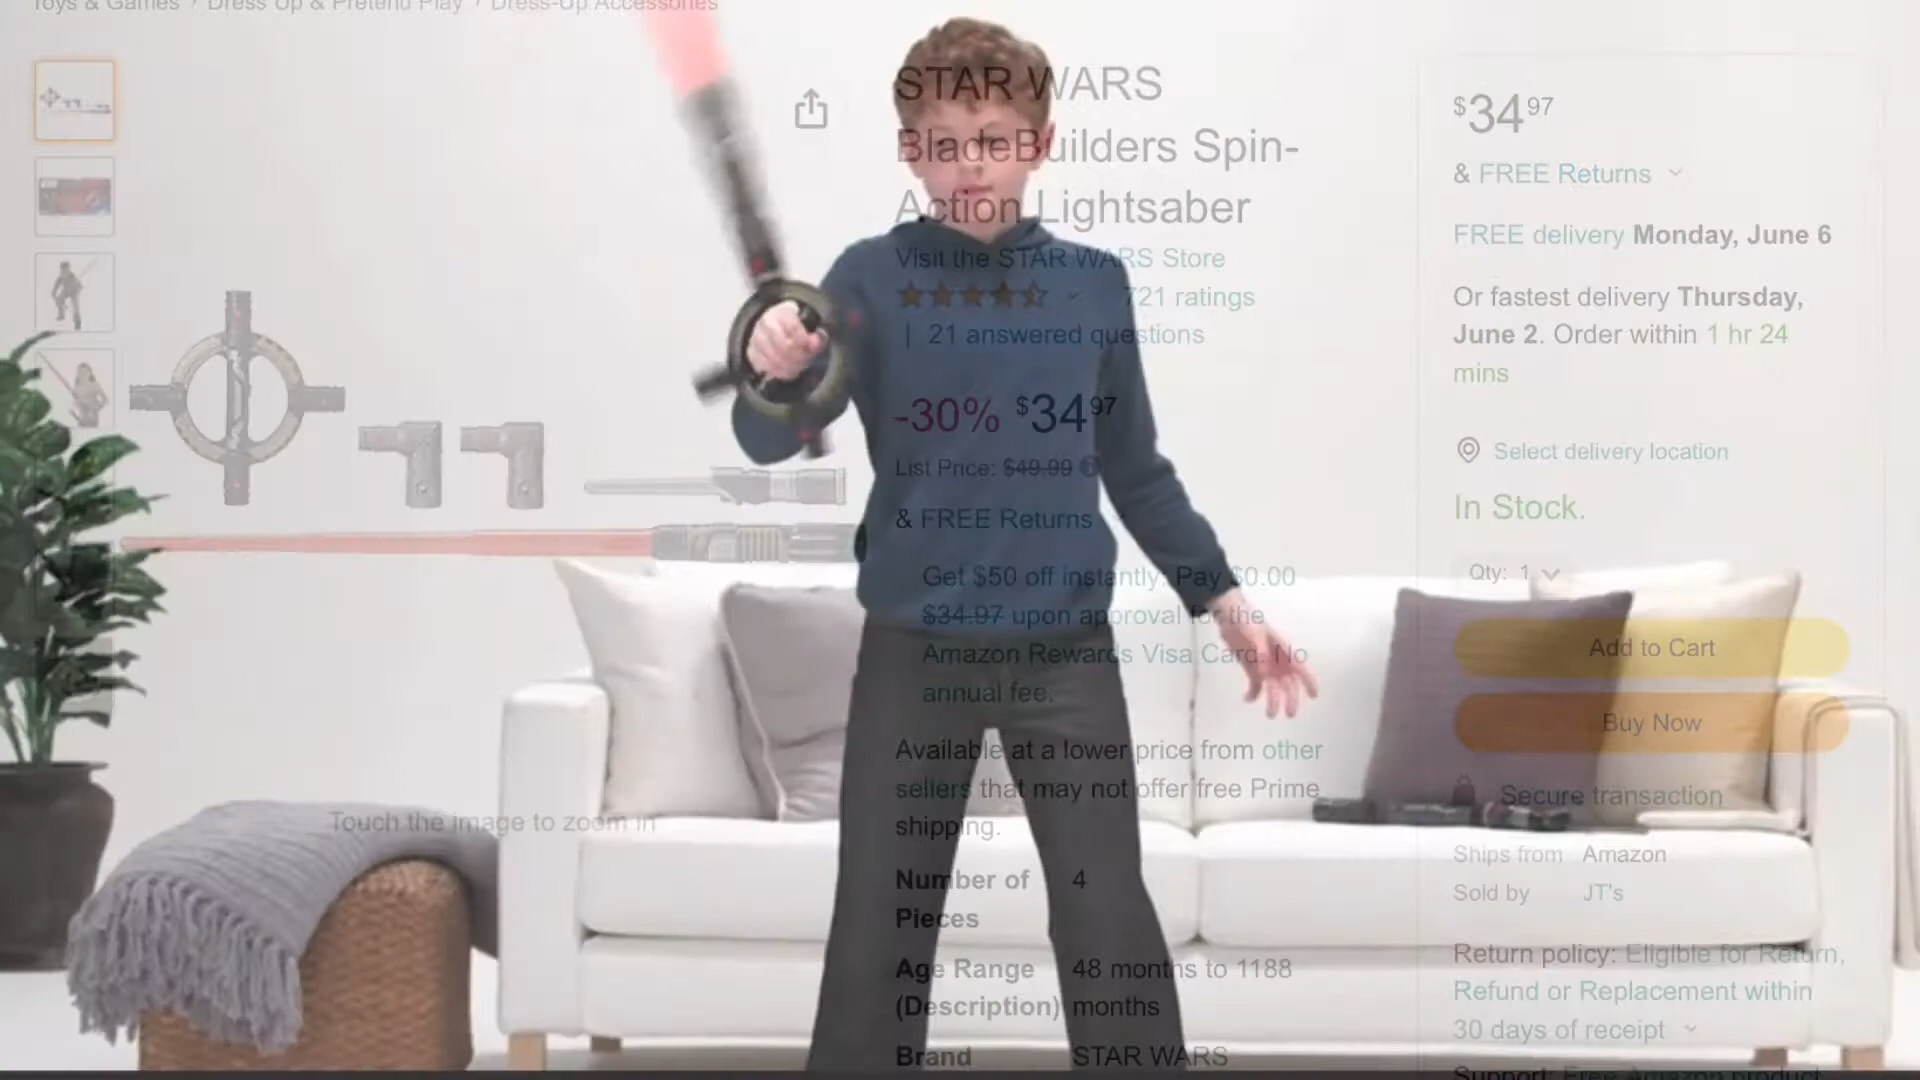 Toys & Games › Dress Up & Pretend Play › Dress-Up Accessories
STAR WARS
BladeBuilders Spin-
Action Lightsaber
Visit the STAR WARS Store
721 ratings
| 21 answered questions
-30% $34 97
List Price: $49.99
& FREE Returns
Get $50 off instantly: Pay $0.00
$34.97 upon approval for the
Amazon Rewards Visa Card. No
annual fee.
Available at a lower price from other
sellers that may not offer free Prime
shipping.
Number of Pieces 4
Age Range (Description) 48 months to 1188 months
Brand STAR WARS
Touch the image to zoom in
$34 97
& FREE Returns
FREE delivery Monday, June 6
Or fastest delivery Thursday,
June 2. Order within 1 hr 24
mins
Select delivery location
In Stock.
Qty: 1
Add to Cart
Buy Now
Secure transaction
Ships from Amazon
Sold by JT's
Return policy: Eligible for Return,
Refund or Replacement within
30 days of receipt
Support: Free Amazon product